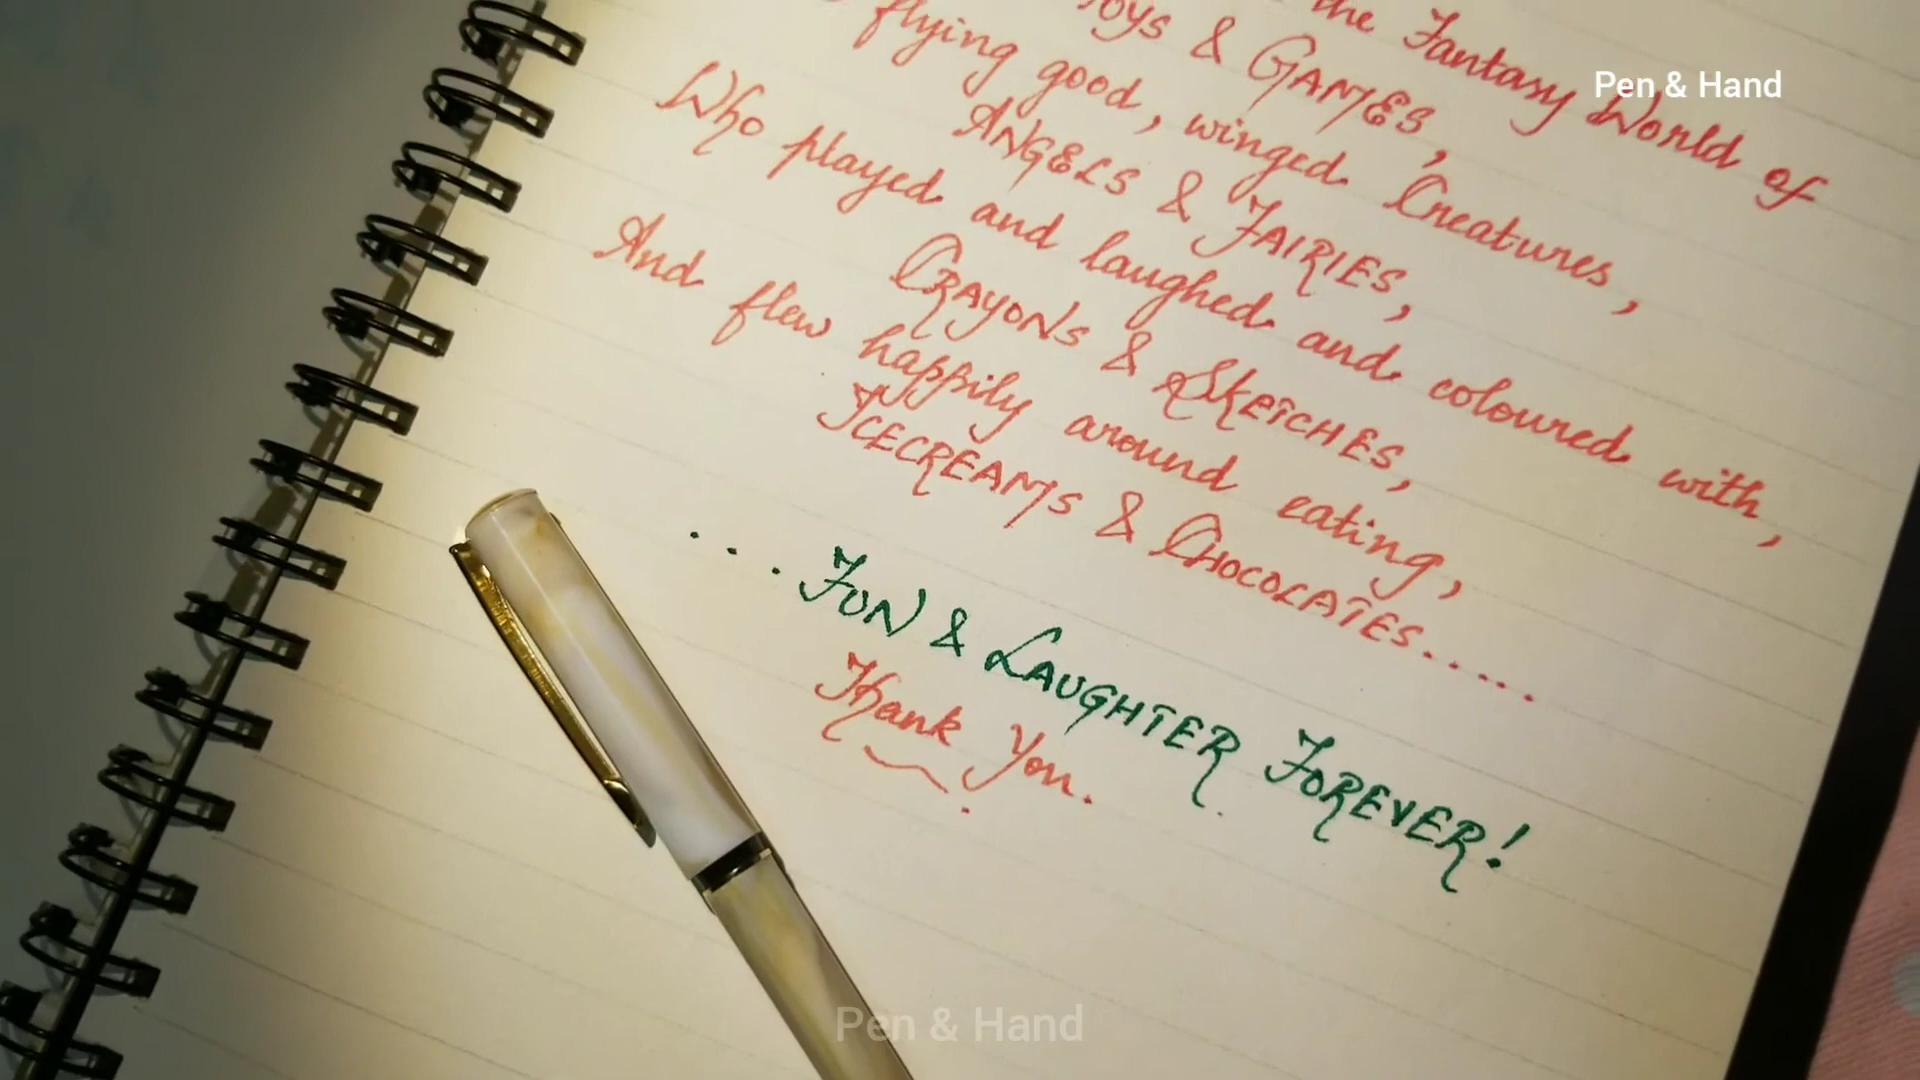 the Fantasy World of
& GAMES,
flying good, winged Creatures,
ANGELS & FAIRIES,
Who played and laughed and coloured with,
CRAYONS & SKETCHES,
And flew happily around eating,
ICECREAMS & CHOCOLATES.....
....FUN & LAUGHTER FOREVER!
Thank You.
Pen & Hand
Pen & Hand